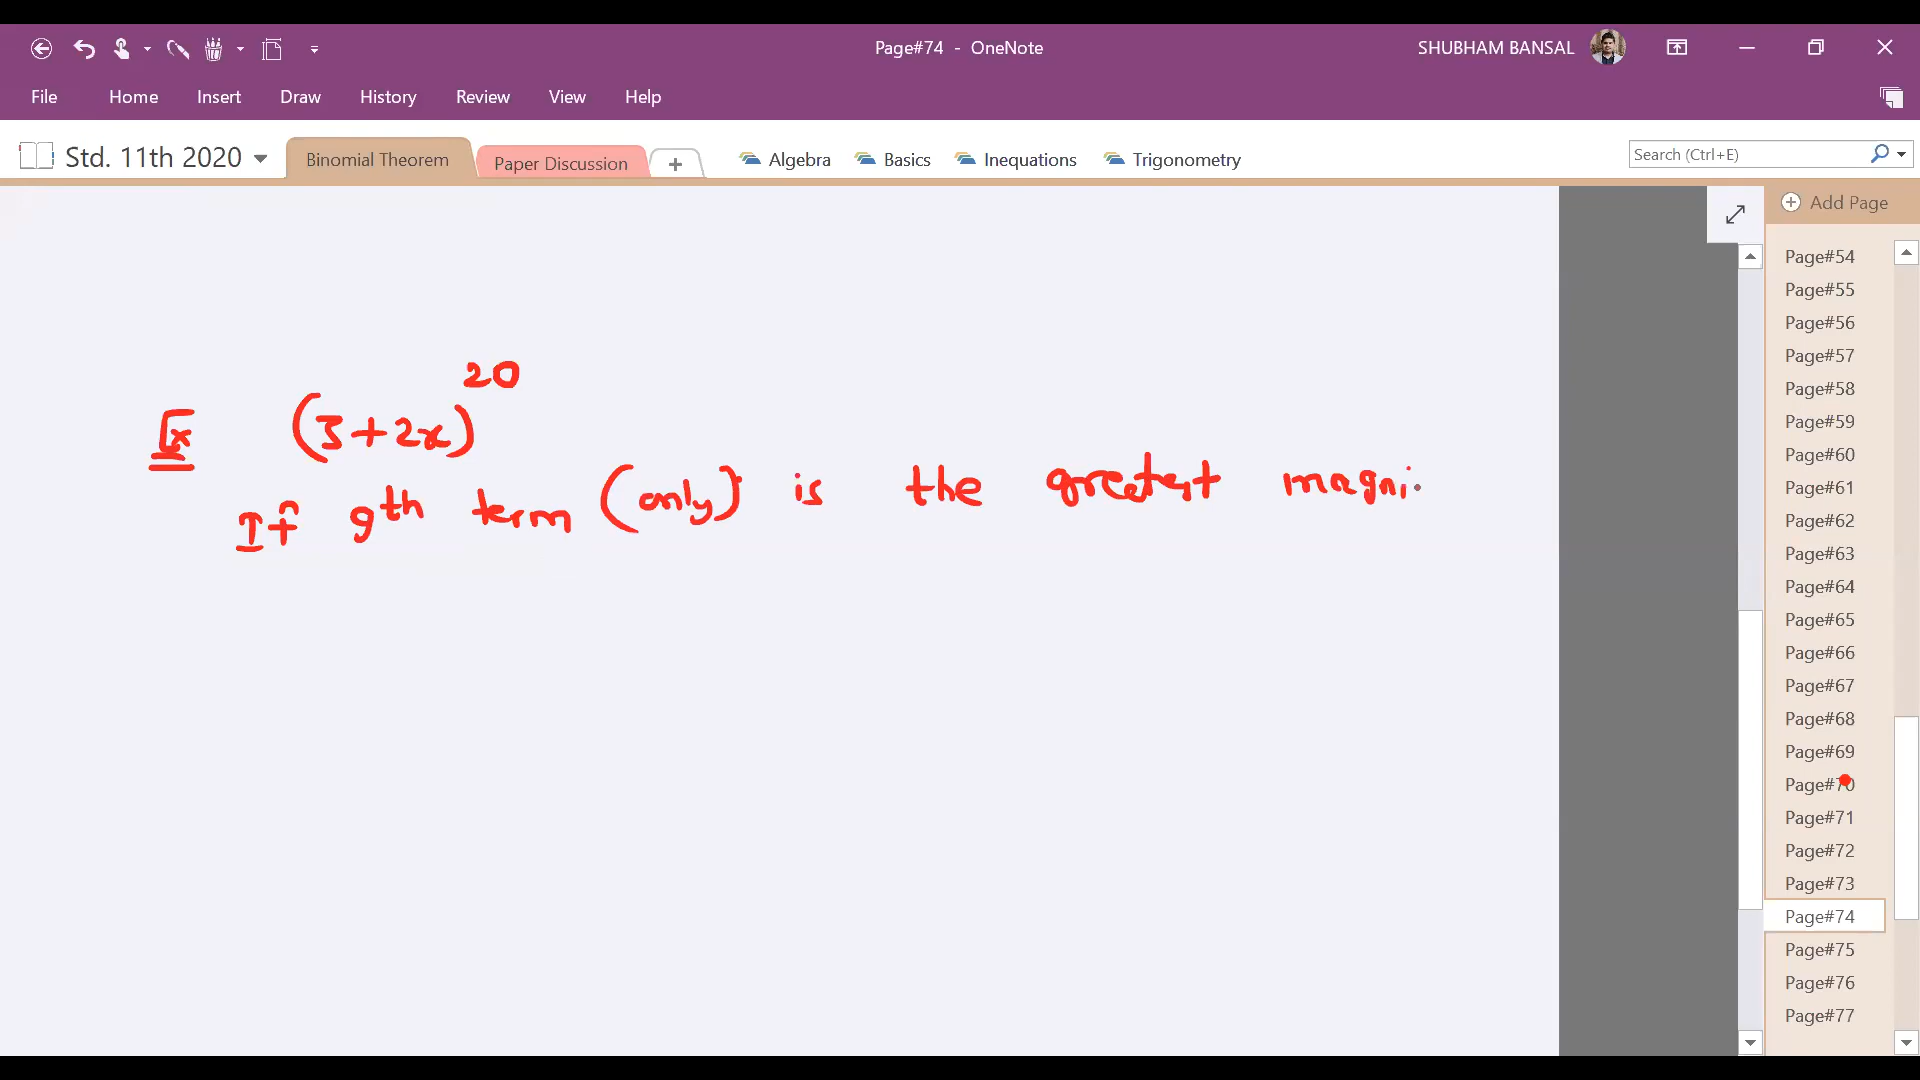 Page#74 - OneNote
SHUBHAM BANSAL
File Home Insert Draw History Review View Help
Std. 11th 2020
Binomial Theorem
Paper Discussion
+
Algebra
Basics
Inequations
Trigonometry
Search (Ctrl+E)
Add Page
Page#54
Page#55
Page#56
Page#57
Page#58
Page#59
Page#60
Page#61
Page#62
Page#63
Page#64
Page#65
Page#66
Page#67
Page#68
Page#69
Page#70
Page#71
Page#72
Page#73
Page#74
Page#75
Page#76
Page#77
Ex (3+2x)^20
If 9th term (only) is the greatest magni